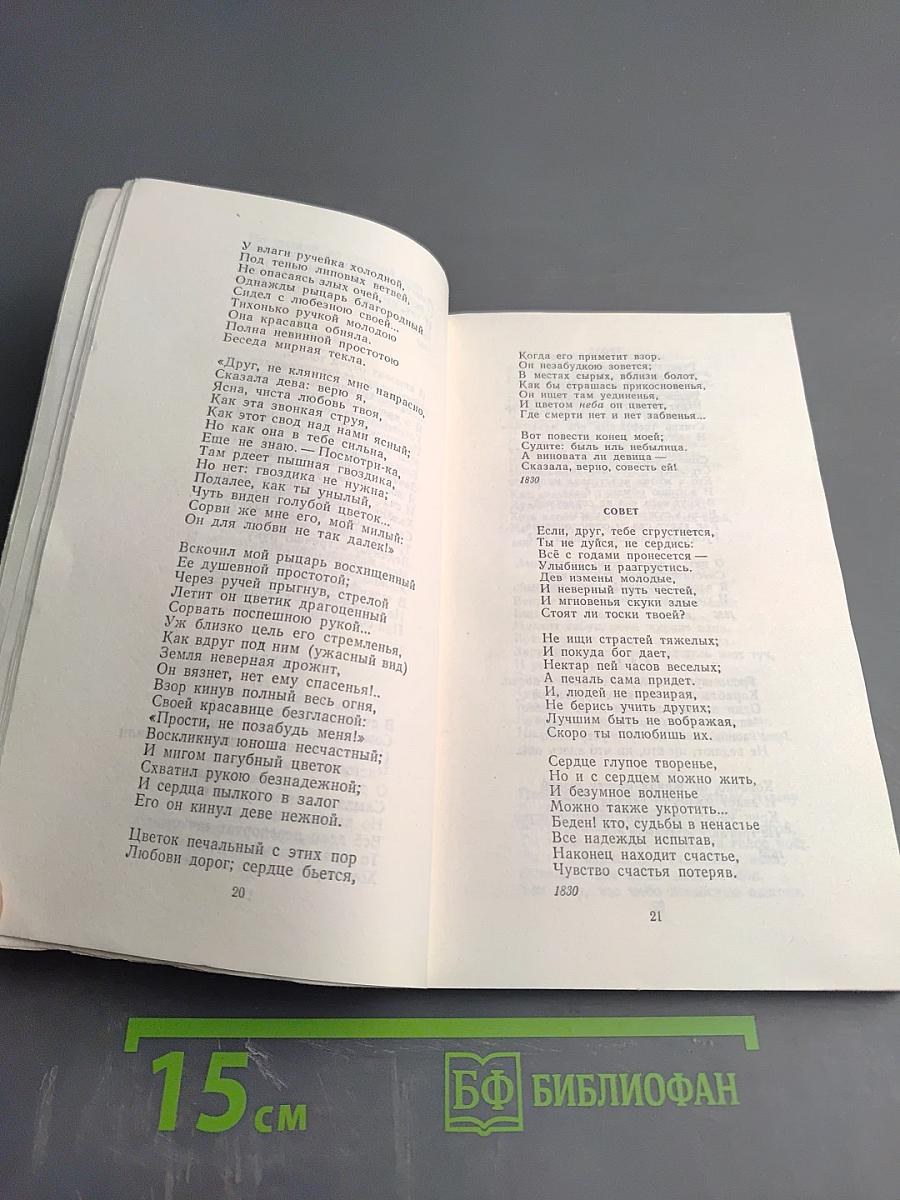 У влаги ручейка холодной,
Под тенью липовых ветвей,
Не опасаясь злых очей,
Однажды рыцарь благородный
Сидел с любезною своей...
Тихонько ручкой молодою
Она красавца обняла.
Полна невинной простотою
Беседа мирная текла.
«Друг, не клянися мне напрасно,
Сказала дева: верю я,
Ясна, чиста любовь твоя,
Как эта звонкая струя,
Как этот свод над нами ясный;
Но как она в тебе сильна,
Еще не знаю. — Посмотри-ка,
Там рдеет пышная гвоздика,
Но нет: гвоздика не нужна;
Подалее, как ты унылый,
Чуть виден голубой цветок...
Сорви же мне его, мой милый:
Он для любви не так далек!»
Вскочил мой рыцарь восхищенный
Ее душевной простотой;
Через ручей прыгнув, стрелой
Летит он цветик драгоценный
Сорвать поспешною рукой...
Уж близко цель его стремленья,
Как вдруг под ним (ужасный вид)
Земля неверная дрожит,
Он вязнет, нет ему спасенья!..
Взор кинув полный весь огня,
Своей красавице безгласной:
«Прости, не позабудь меня!»
Воскликнул юноша несчастный;
И мигом пагубный цветок
Схватил рукою безнадежной;
И сердца пылкого в залог
Его он кинул деве нежной.
Цветок печальный с этих пор
Любови дорог; сердце бьется,
20
Когда его приметит взор.
Он незабудкою зовется;
В местах сырых, вблизи болот,
Как бы страшась прикосновенья,
Он ищет там уединенья,
И цветом неба он цветет,
Где смерти нет и нет забвенья...
Вот повести конец моей;
Судите: быль иль небылица.
А виновата ли девица —
Сказала, верно, совесть ей!
1830
СОВЕТ
Если, друг, тебе сгрустнется,
Ты не дуйся, не сердись:
Всё с годами пронесется —
Улыбнись и разгрустись.
Дев измены молодые,
И неверный путь честей,
И мгновенья скуки злые
Стоят ли тоски твоей?
Не ищи страстей тяжелых;
И покуда бог дает,
Нектар пей часов веселых;
А печаль сама придет.
И, людей не презирая,
Не берись учить других;
Лучшим быть не вображая,
Скоро ты полюбишь их.
Сердце глупое творенье,
Но и с сердцем можно жить,
И безумное волненье
Можно также укротить...
Беден! кто, судьбы в ненастье
Все надежды испытав,
Наконец находит счастье,
Чувство счастья потеряв.
1830
21
15 см
БФ БИБЛИОФАН